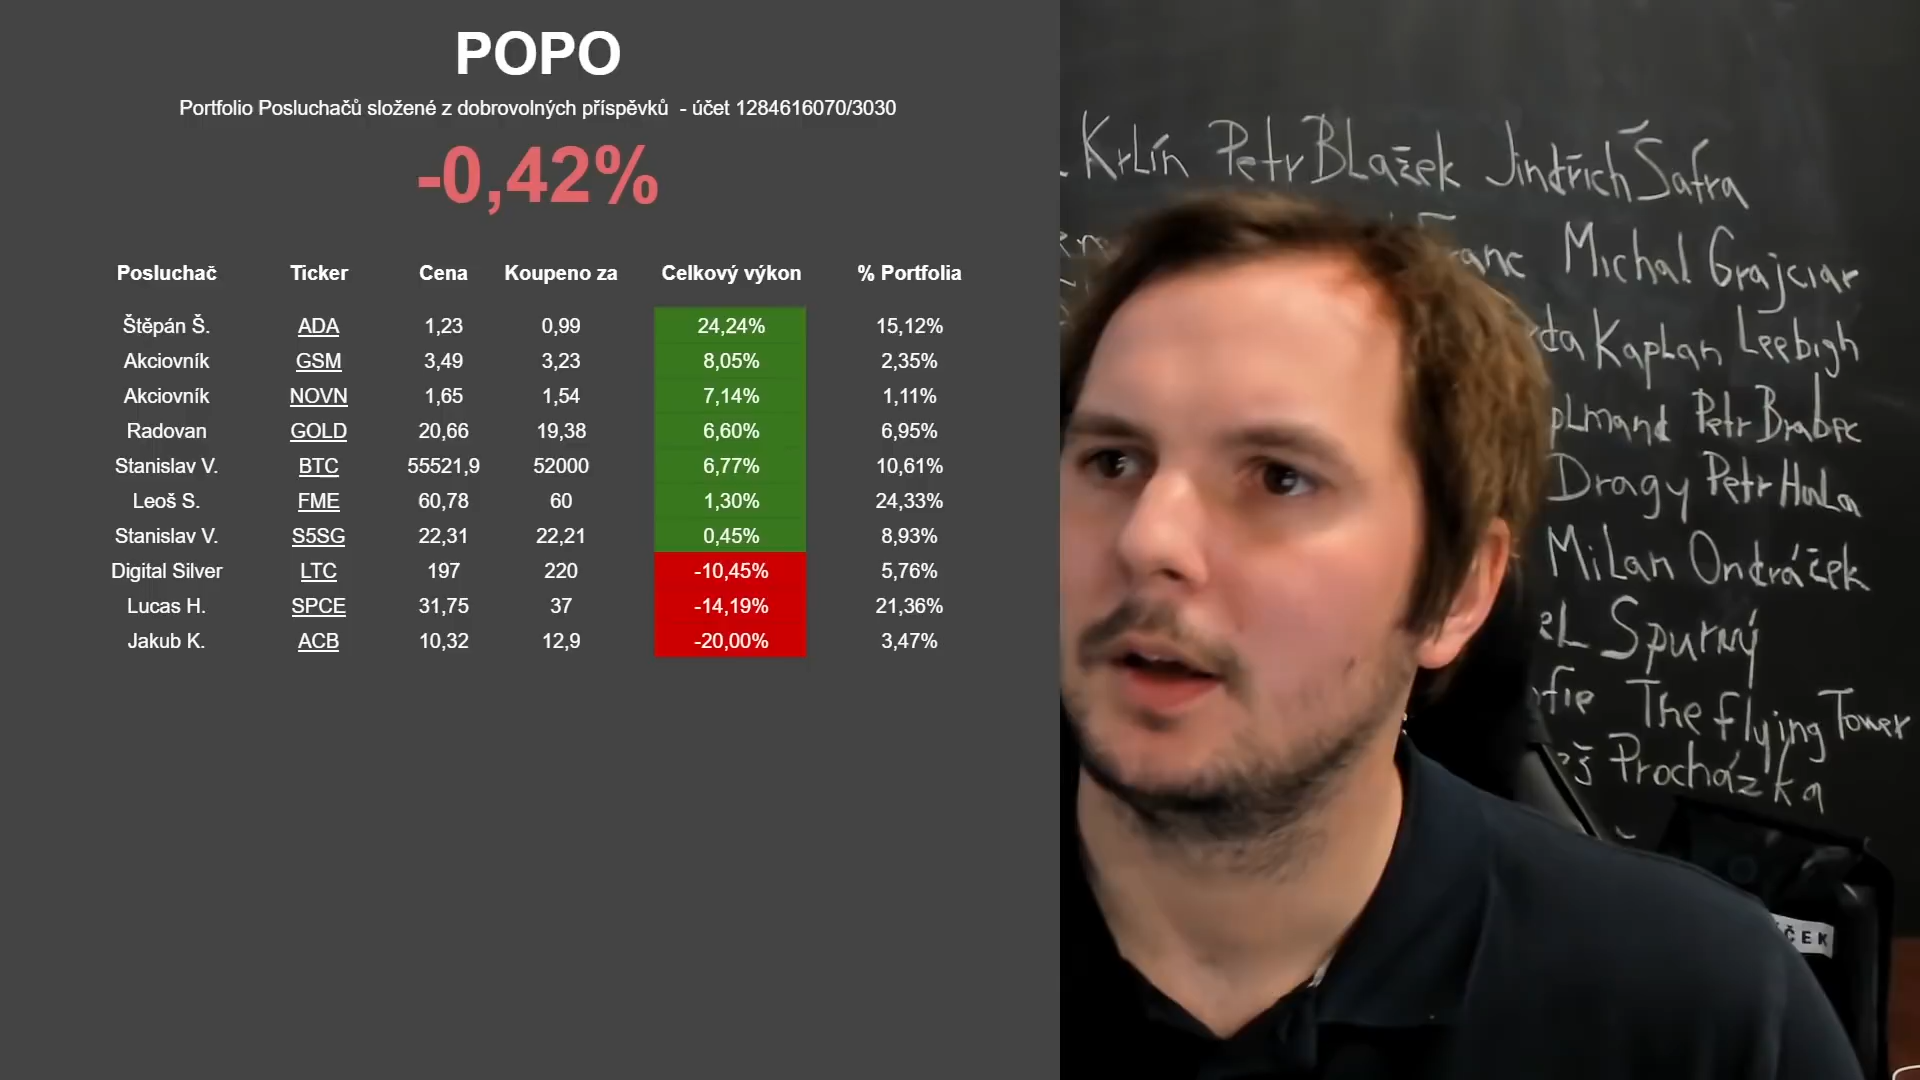 POPO
Portfolio Posluchačů složené z dobrovolných příspěvků - účet 1284616070/3030
-0,42%
Posluchač Ticker Cena Koupeno za Celkový výkon % Portfolia
Štěpán Š. ADA 1,23 0,99 24,24% 15,12%
Akciovník GSM 3,49 3,23 8,05% 2,35%
Akciovník NOVN 1,65 1,54 7,14% 1,11%
Radovan GOLD 20,66 19,38 6,60% 6,95%
Stanislav V. BTC 55521,9 52000 6,77% 10,61%
Leoš S. FME 60,78 60 1,30% 24,33%
Stanislav V. S5SG 22,31 22,21 0,45% 8,93%
Digital Silver LTC 197 220 -10,45% 5,76%
Lucas H. SPCE 31,75 37 -14,19% 21,36%
Jakub K. ACB 10,32 12,9 -20,00% 3,47%
Krlín Petr Blažek Jindřich Šafra
Michal Grajciar
Kaplan Leebigh
Petr Brabec
Dragy Petr Hula
Milan Ondráček
Spurný
The Flying Tower
Procházka
ČEK